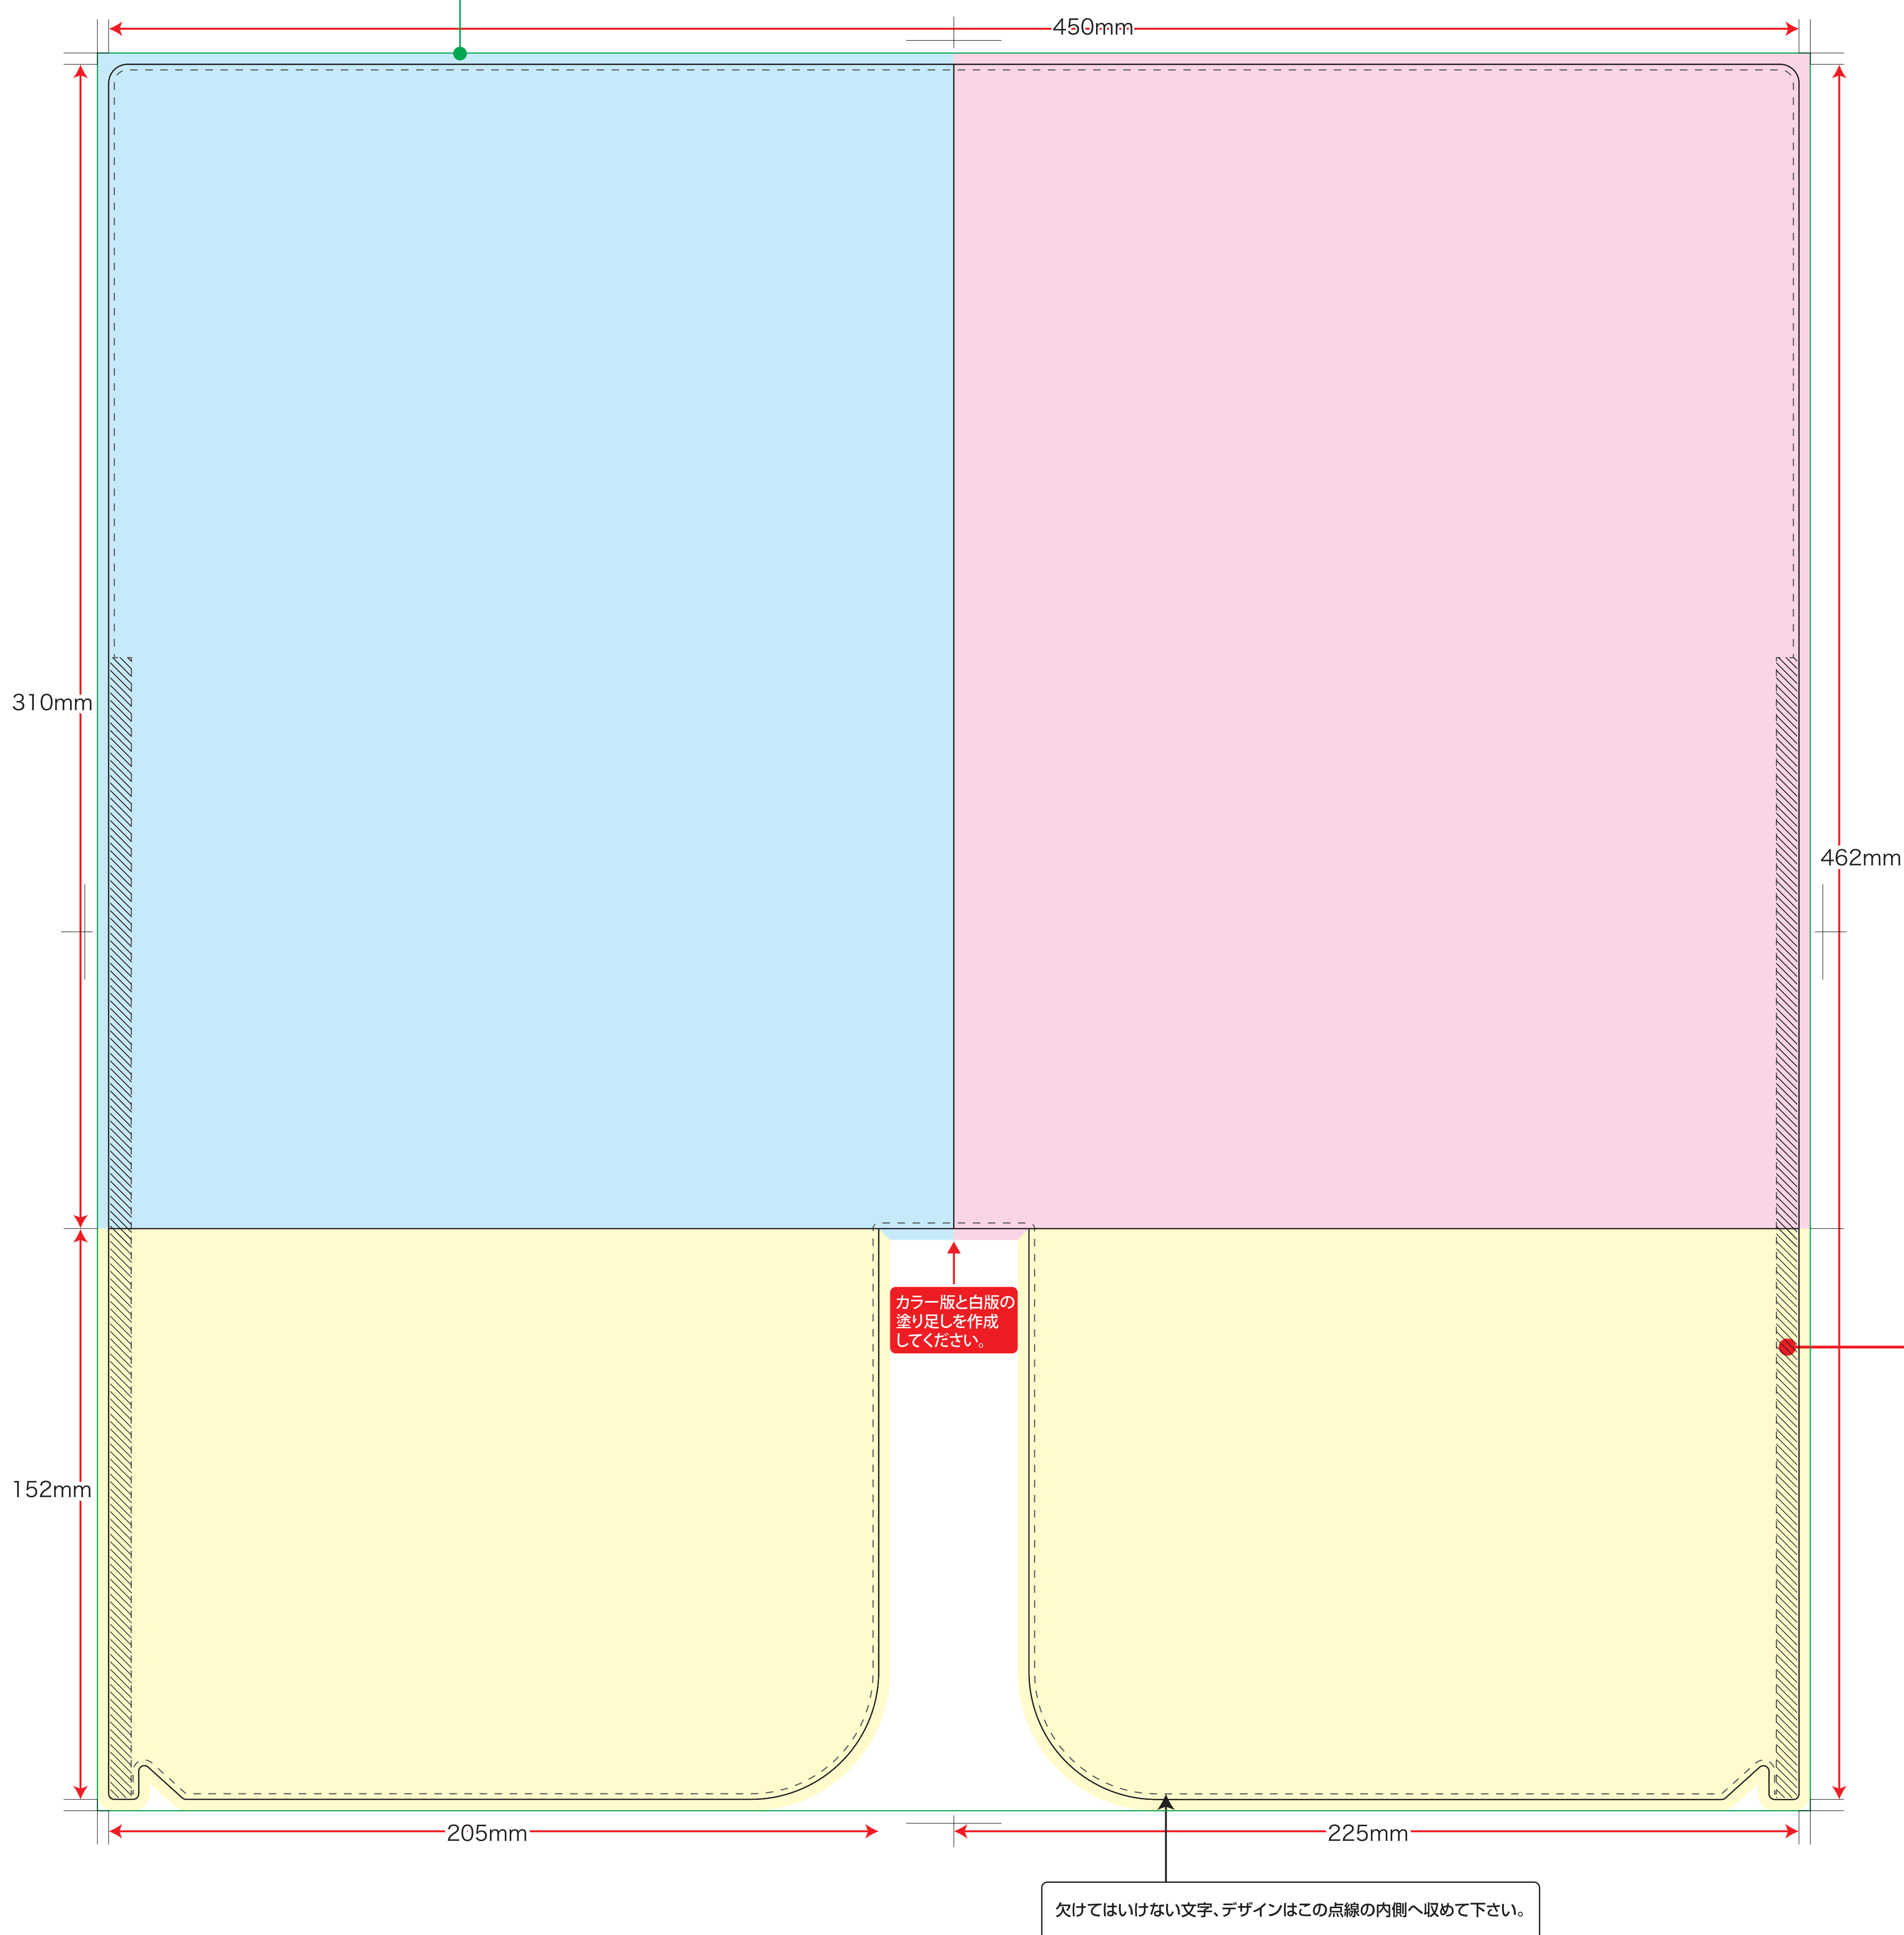 450mm
310mm
462mm
カラー版と白版の
塗り足しを作成
してください。
152mm
205mm
225mm
欠けてはいけない文字、デザインはこの点線の内側へ収めて下さい。